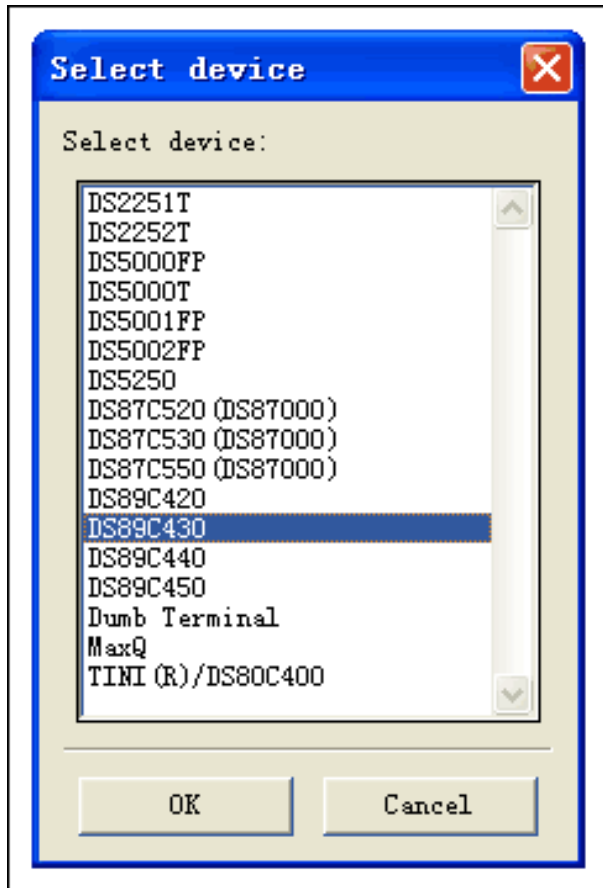 Select device
Select device:
DS2251T
DS2252T
DS5000FP
DS5000T
DS5001FP
DS5002FP
DS5250
DS87C520(DS87000)
DS87C530(DS87000)
DS87C550(DS87000)
DS89C420
DS89C430
DS89C440
DS89C450
Dumb Terminal
MaxQ
TINI(R)/DS80C400
OK
Cancel